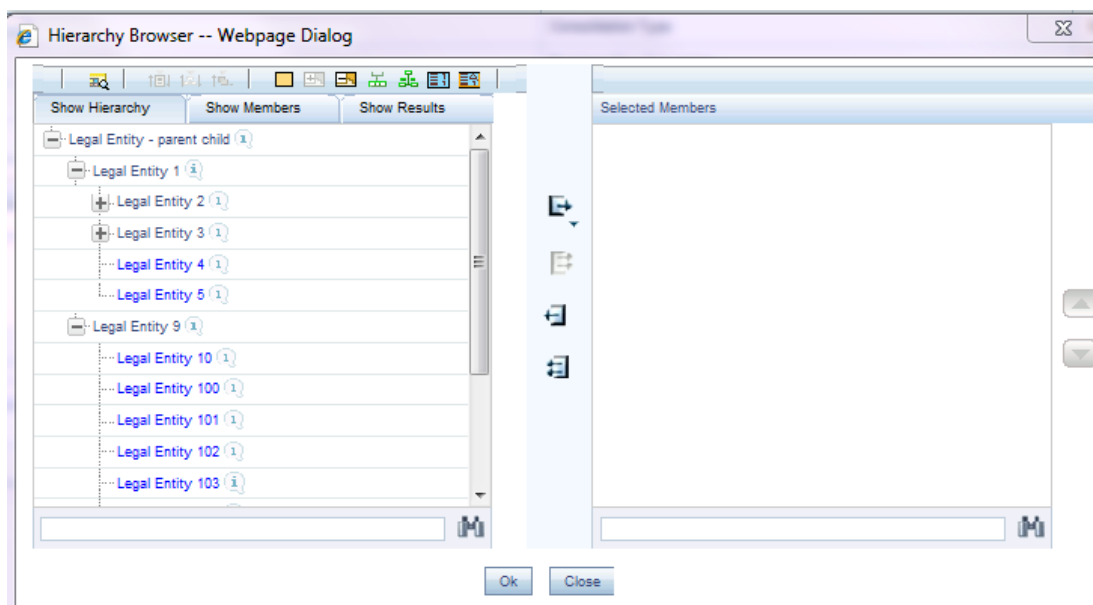 Hierarchy Browser -- Webpage Dialog
Show Hierarchy Show Members Show Results
Selected Members
Legal Entity - parent child
Legal Entity 1
Legal Entity 2
Legal Entity 3
Legal Entity 4
Legal Entity 5
Legal Entity 9
Legal Entity 10
Legal Entity 100
Legal Entity 101
Legal Entity 102
Legal Entity 103
Ok Close